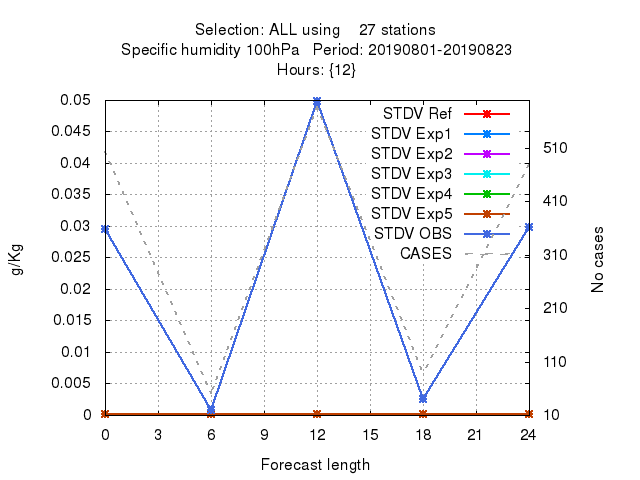 Selection: ALL using 27 stations
Specific humidity 100hPa Period: 20190801-20190823
Hours: {12}
0.05
0.045
0.04
0.035
0.03
0.025
0.02
0.015
0.01
0.005
0
g/Kg
STDV Ref
STDV Exp1
STDV Exp2
STDV Exp3
STDV Exp4
STDV Exp5
STDV OBS
CASES
510
410
310
210
110
10
No cases
0 3 6 9 12 15 18 21 24
Forecast length